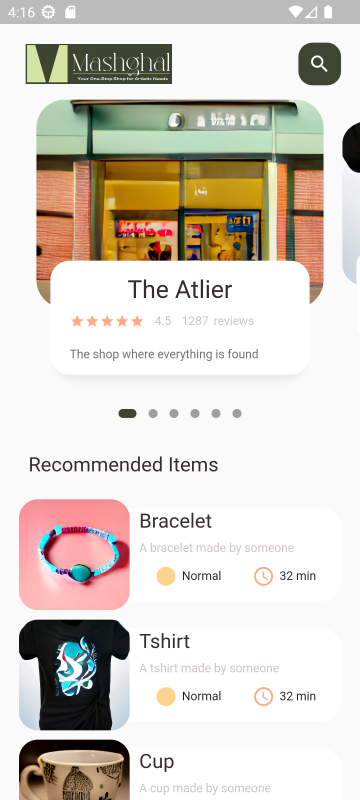 4:16
Mashghal
Your One-Stop Shop for Artistic Needs
The Atlier
4.5 1287 reviews
The shop where everything is found
Recommended Items
Bracelet
A bracelet made by someone
Normal 32 min
Tshirt
A tshirt made by someone
Normal 32 min
Cup
A cup made by someone